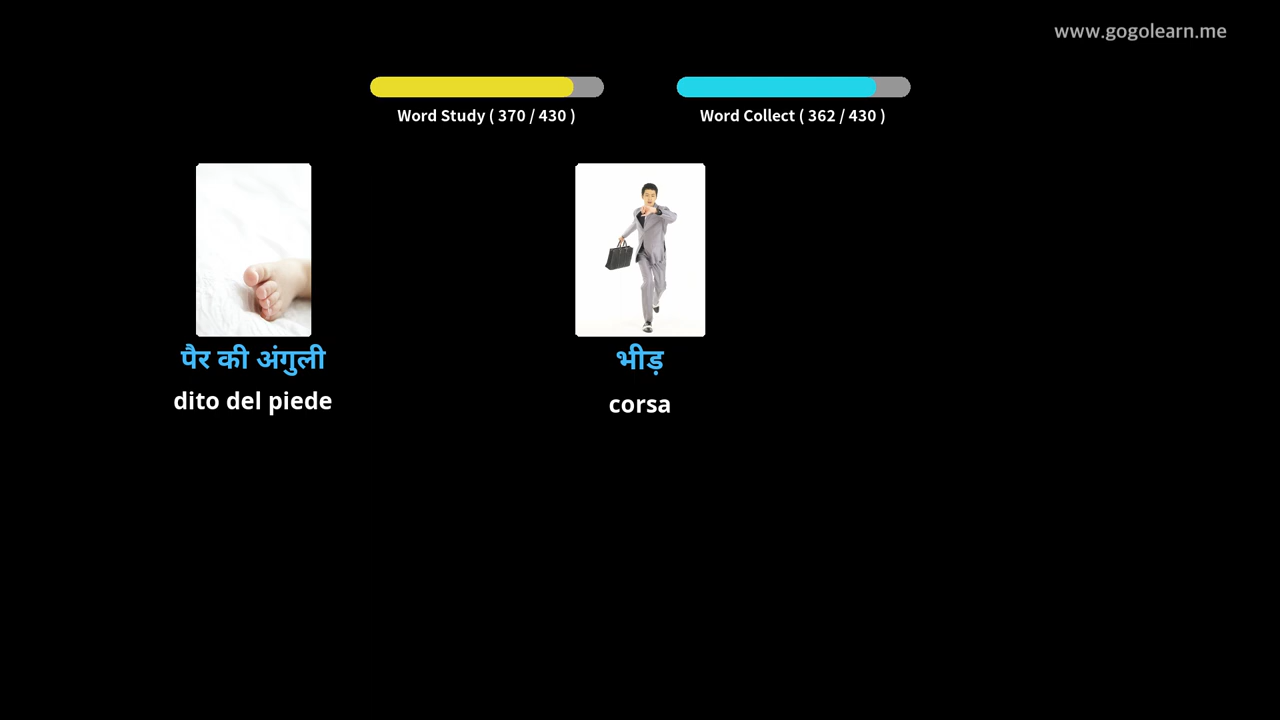 www.gogolearn.me
Word Study ( 370 / 430 )
Word Collect ( 362 / 430 )
पैर की अंगुली
dito del piede
भीड़
corsa